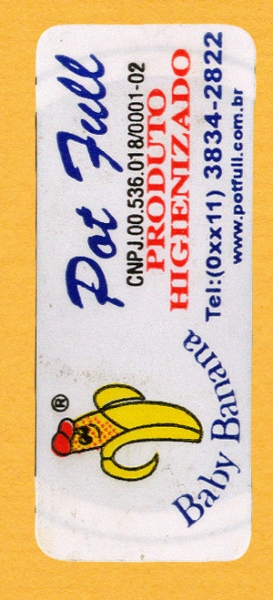 Pot Full
CNPJ.00.536.018/0001-02
PRODUTO
HIGIENIZADO
Tel:(0xx11) 3834-2822
www.potfull.com.br
®
Baby Banana